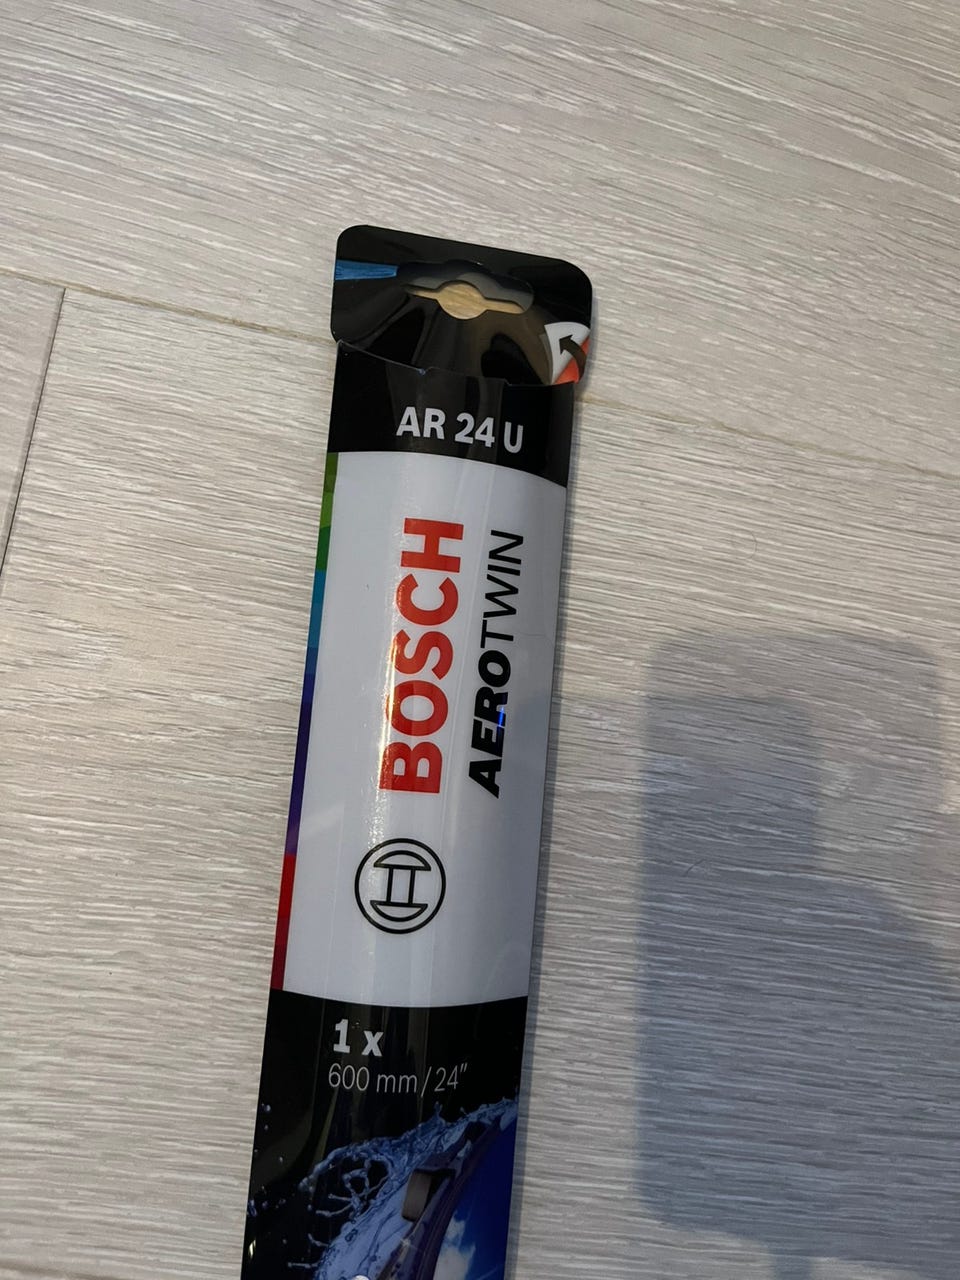 AR 24 U
BOSCH
AEROTWIN
1 x
600 mm / 24"